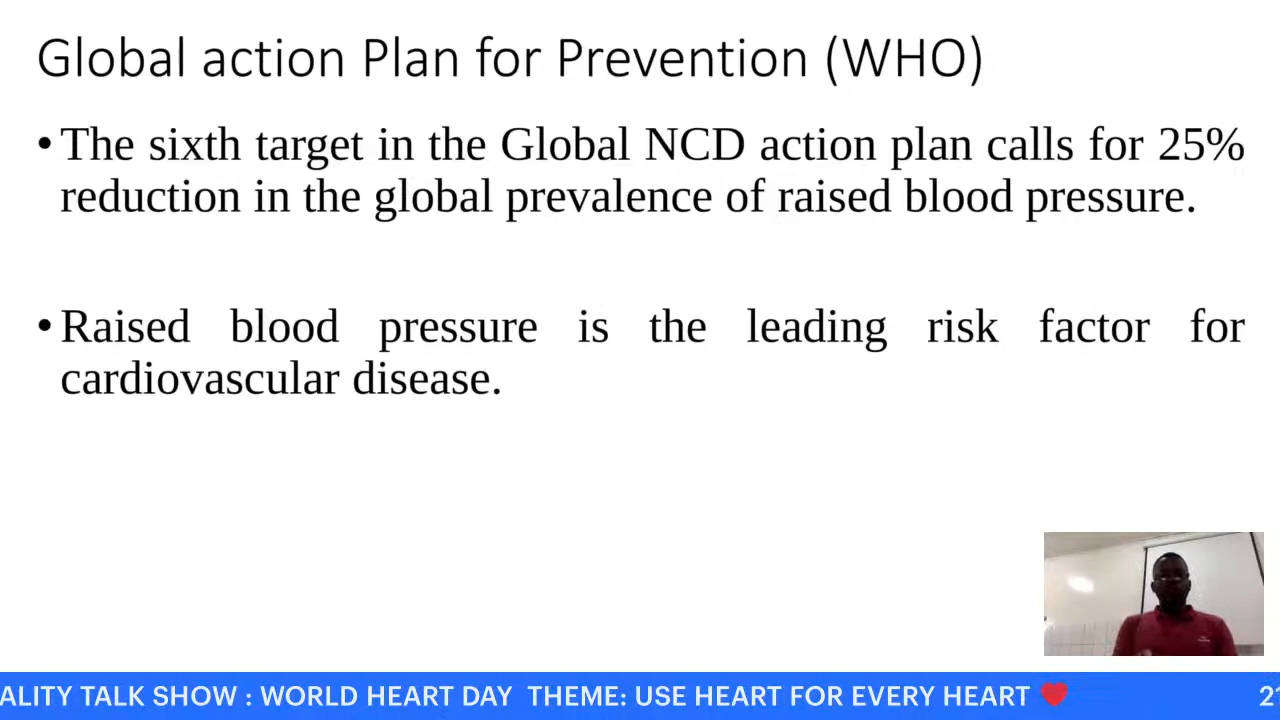 Global action Plan for Prevention (WHO)
• The sixth target in the Global NCD action plan calls for 25%
reduction in the global prevalence of raised blood pressure.
• Raised blood pressure is the leading risk factor for
cardiovascular disease.
ALITY TALK SHOW : WORLD HEART DAY THEME: USE HEART FOR EVERY HEART ❤️